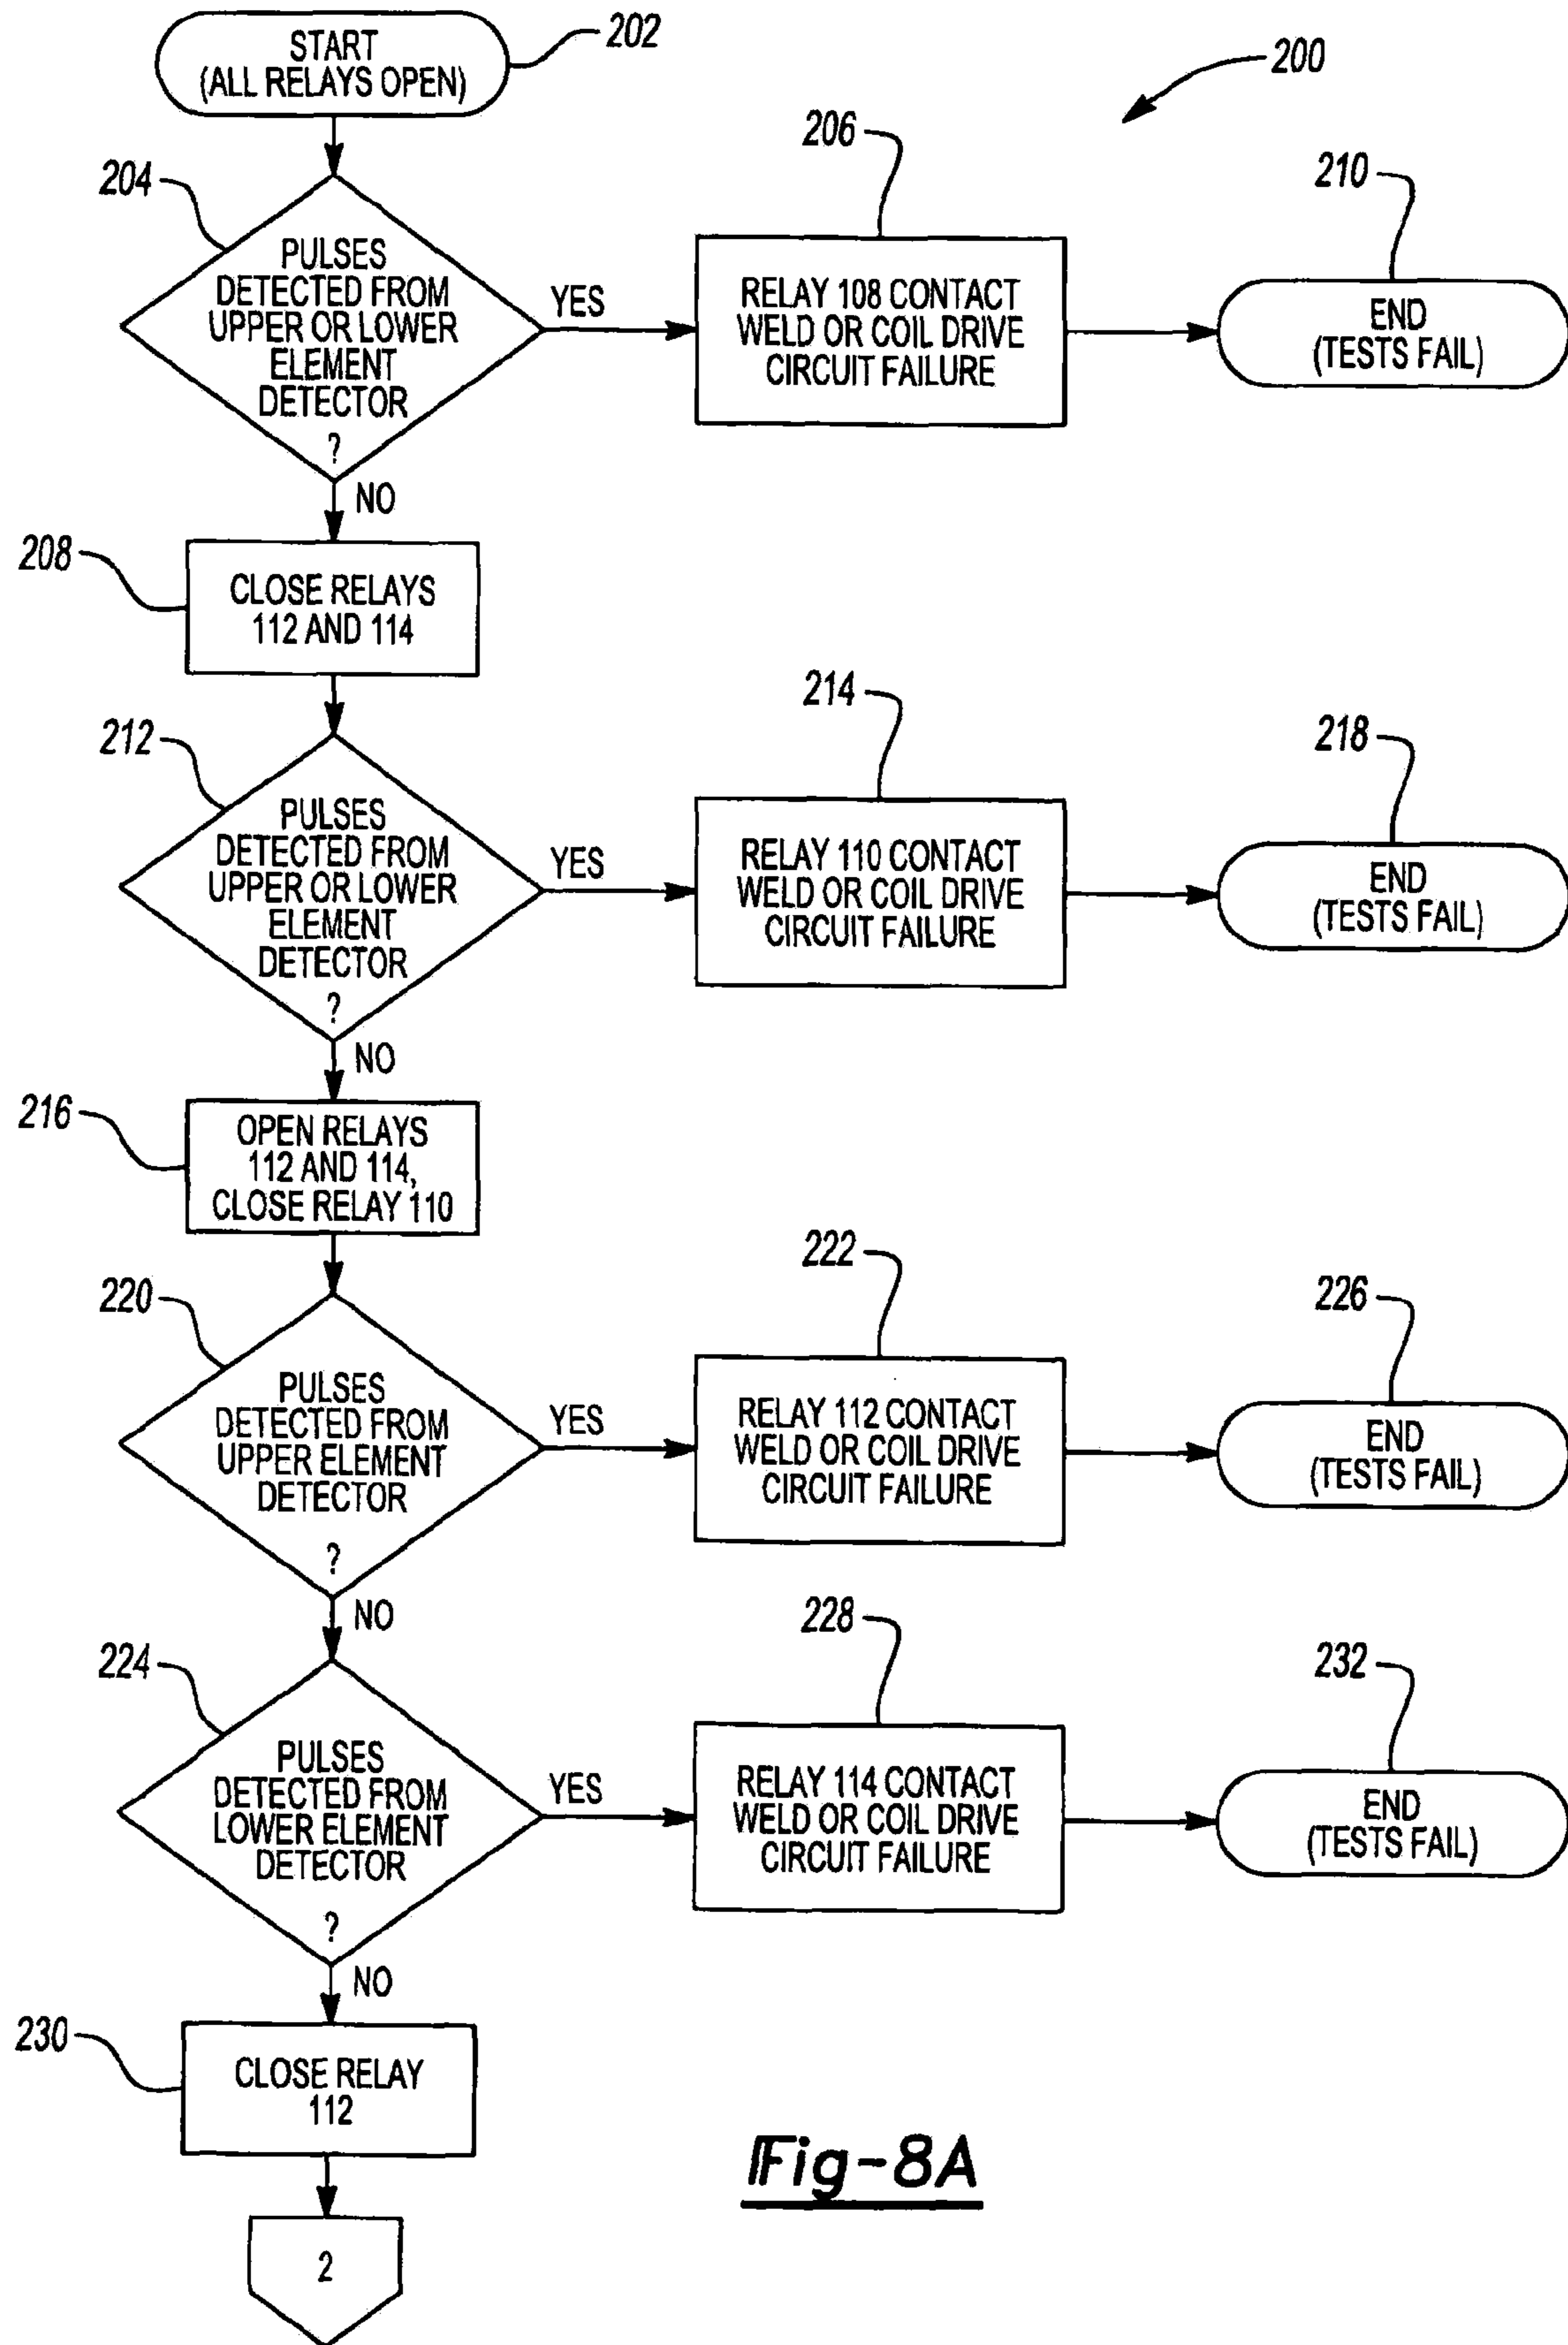 START
(ALL RELAYS OPEN)
202
200
204
PULSES
DETECTED FROM
UPPER OR LOWER
ELEMENT
DETECTOR
?
YES
206
RELAY 108 CONTACT
WELD OR COIL DRIVE
CIRCUIT FAILURE
210
END
(TESTS FAIL)
NO
208
CLOSE RELAYS
112 AND 114
212
PULSES
DETECTED FROM
UPPER OR LOWER
ELEMENT
DETECTOR
?
YES
214
RELAY 110 CONTACT
WELD OR COIL DRIVE
CIRCUIT FAILURE
218
END
(TESTS FAIL)
NO
216
OPEN RELAYS
112 AND 114,
CLOSE RELAY 110
220
PULSES
DETECTED FROM
UPPER ELEMENT
DETECTOR
?
YES
222
RELAY 112 CONTACT
WELD OR COIL DRIVE
CIRCUIT FAILURE
226
END
(TESTS FAIL)
NO
224
PULSES
DETECTED FROM
LOWER ELEMENT
DETECTOR
?
YES
228
RELAY 114 CONTACT
WELD OR COIL DRIVE
CIRCUIT FAILURE
232
END
(TESTS FAIL)
NO
230
CLOSE RELAY
112
2
Fig-8A